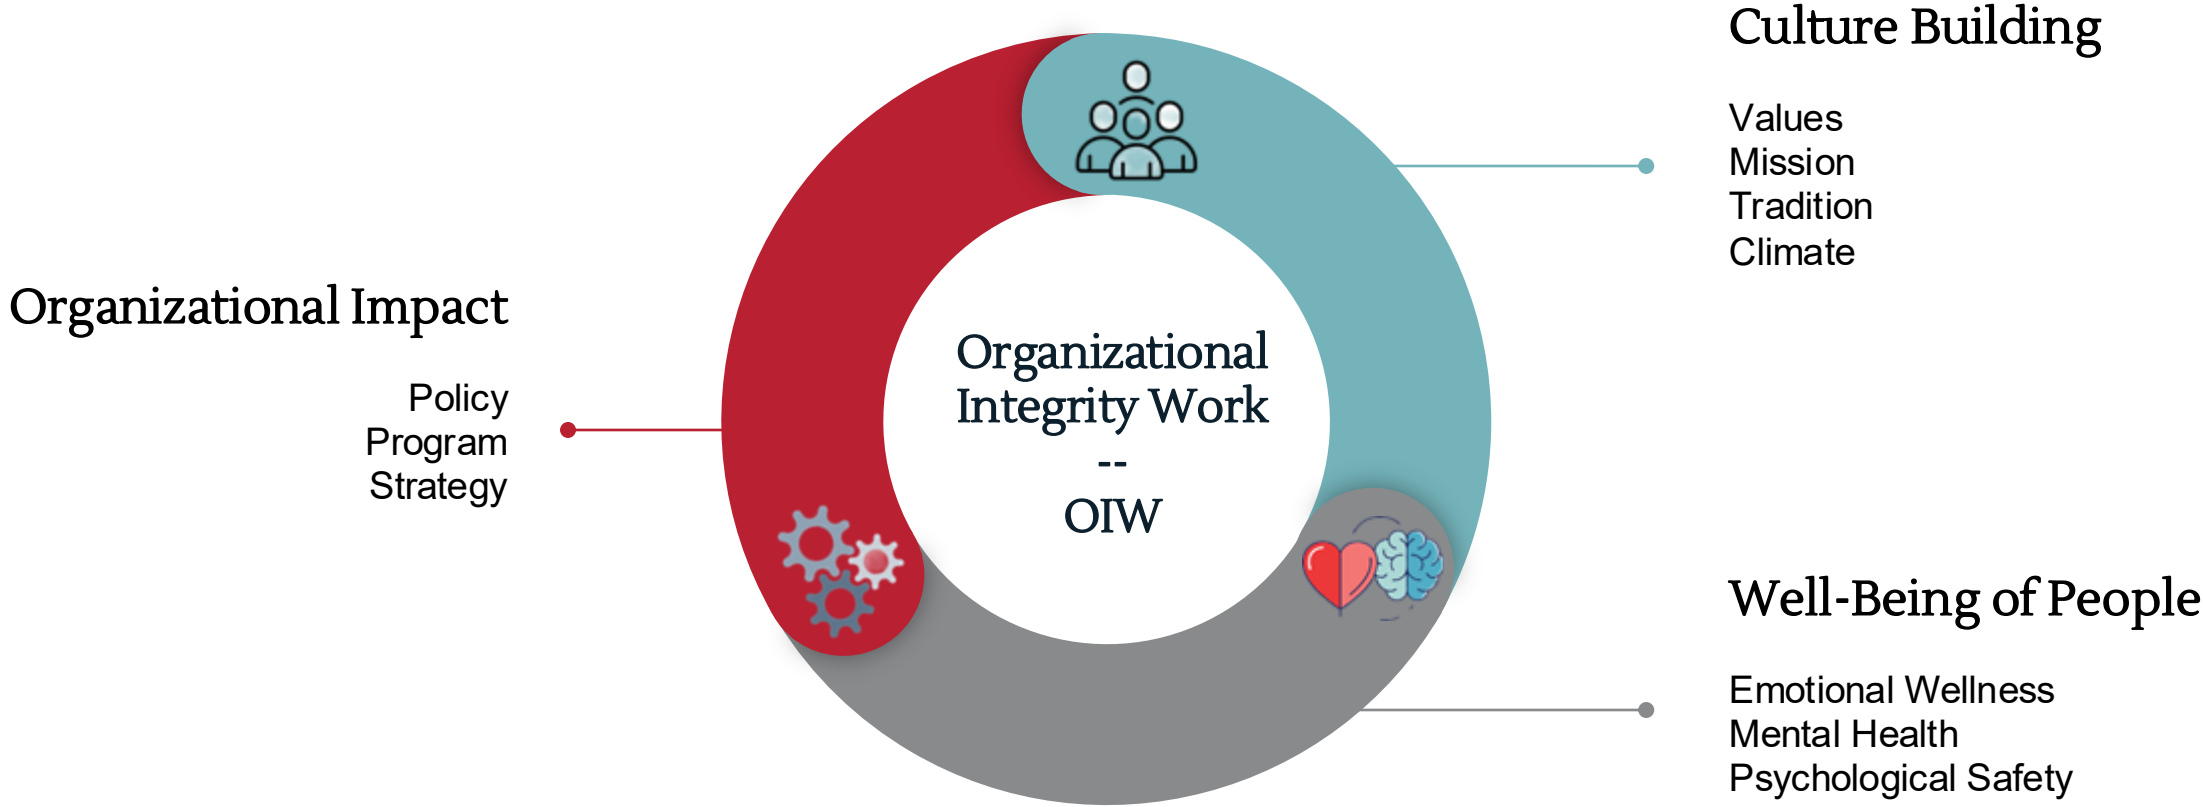 Culture Building
Values
Mission
Tradition
Climate
Organizational Impact
Policy
Program
Strategy
Organizational
Integrity Work
--
OIW
Well-Being of People
Emotional Wellness
Mental Health
Psychological Safety